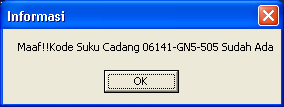 Informasi
Maaf!!Kode Suku Cadang 06141-GN5-505 Sudah Ada
OK